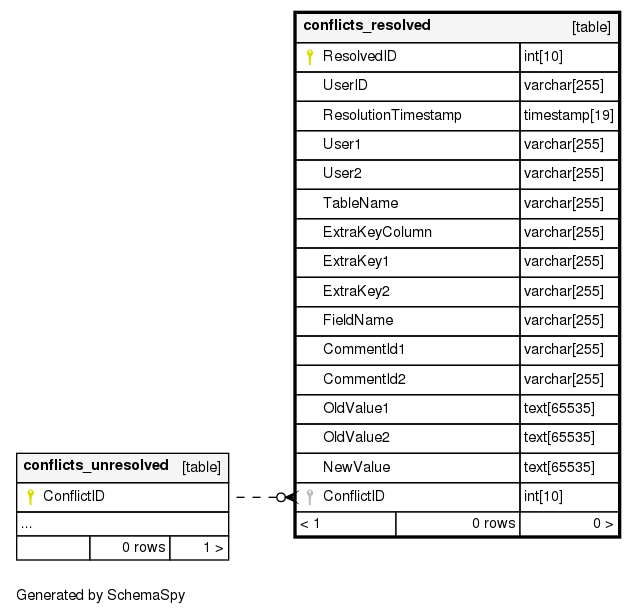 conflicts_resolved [table]
ResolvedID int[10]
UserID varchar[255]
ResolutionTimestamp timestamp[19]
User1 varchar[255]
User2 varchar[255]
TableName varchar[255]
ExtraKeyColumn varchar[255]
ExtraKey1 varchar[255]
ExtraKey2 varchar[255]
FieldName varchar[255]
CommentId1 varchar[255]
CommentId2 varchar[255]
OldValue1 text[65535]
OldValue2 text[65535]
NewValue text[65535]
ConflictID int[10]
< 1 0 rows 0 >
conflicts_unresolved [table]
ConflictID
...
0 rows 1 >
Generated by SchemaSpy